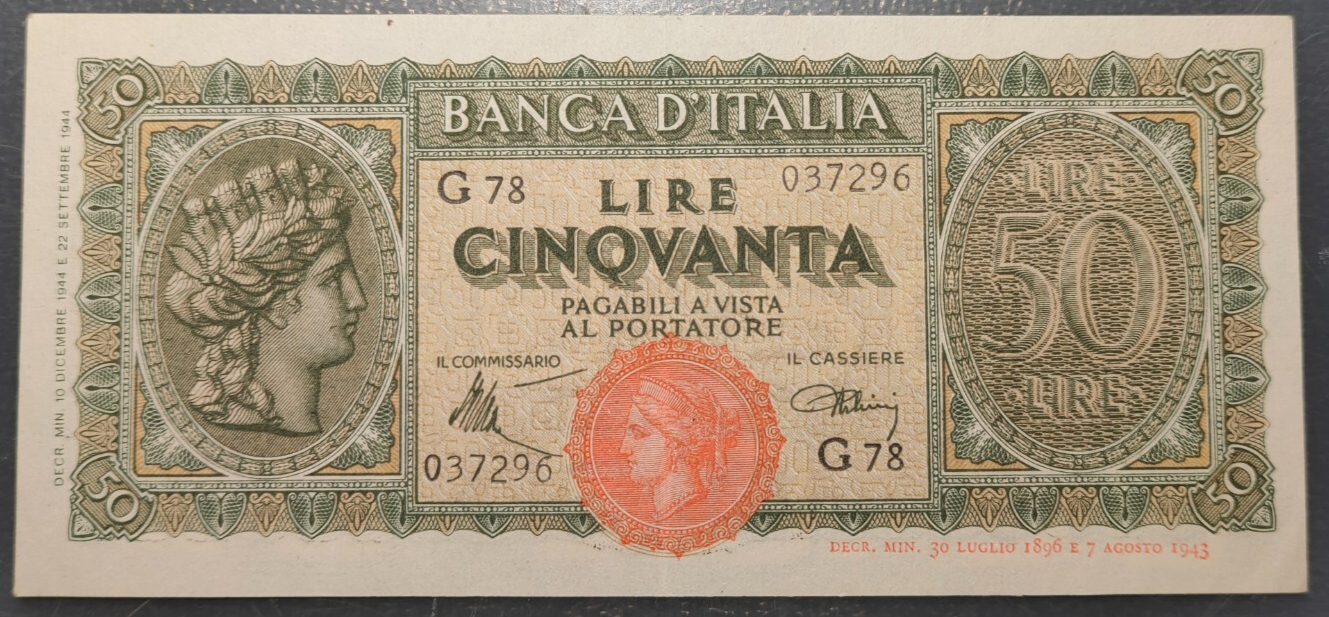 50
50
BANCA D'ITALIA
G 78
LIRE
037296
CINQVANTA
PAGABILI A VISTA
AL PORTATORE
IL COMMISSARIO
IL CASSIERE
037296
G 78
LIRE
50
LIRE
50
50
DECR. MIN. 10 DICEMBRE 1944 E 22 SETTEMBRE 1944
DECR. MIN. 30 LUGLIO 1896 E 7 AGOSTO 1943